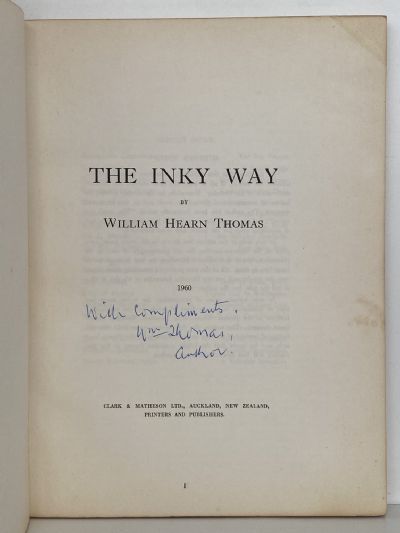 THE INKY WAY
BY
WILLIAM HEARN THOMAS
1960
With Compliments.
Wm Thomas,
Author.
CLARK & MATHESON LTD., AUCKLAND, NEW ZEALAND,
PRINTERS AND PUBLISHERS.
1